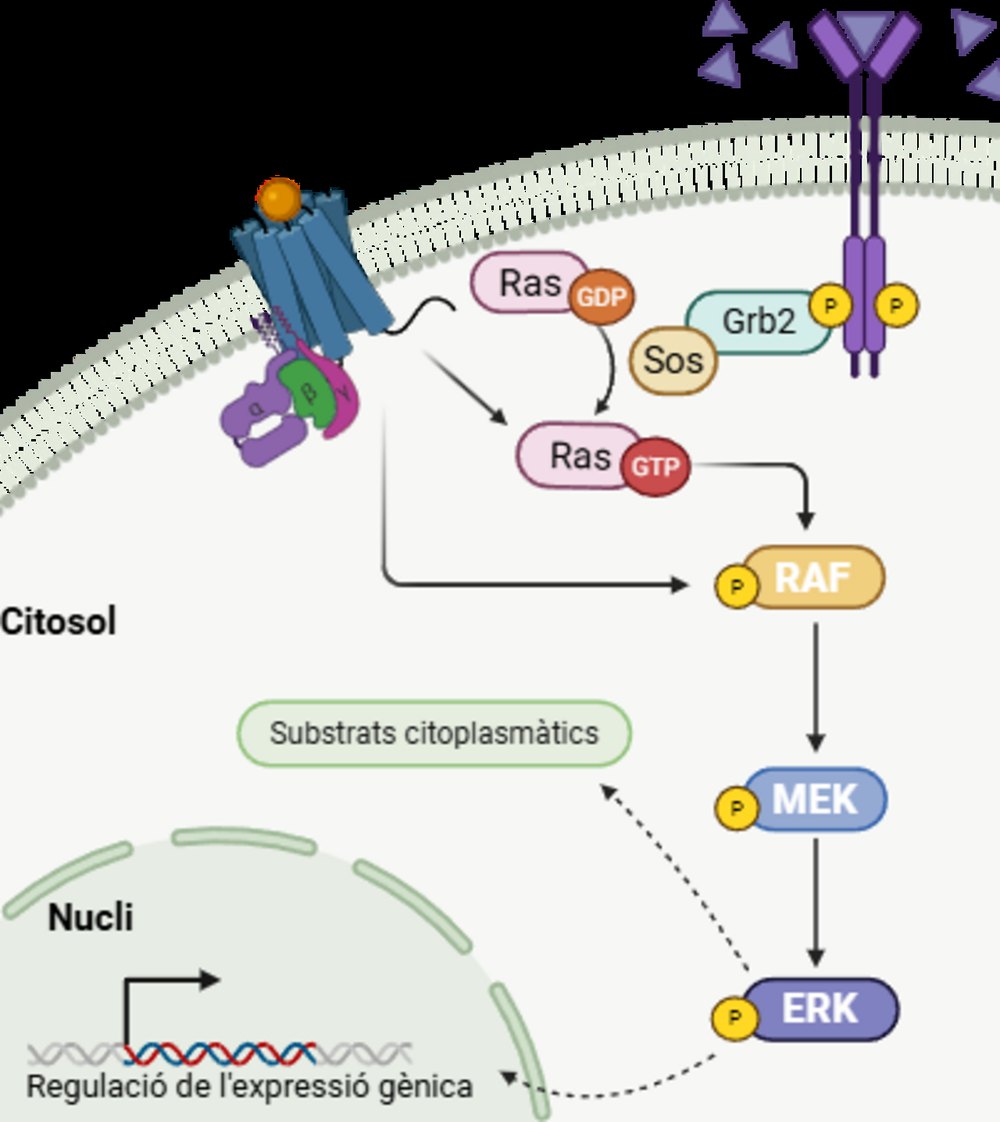 Ras
GDP
Grb2
P
P
Sos
α
β
γ
Ras
GTP
P
RAF
Citosol
Substrats citoplasmàtics
P
MEK
Nucli
P
ERK
Regulació de l'expressió gènica